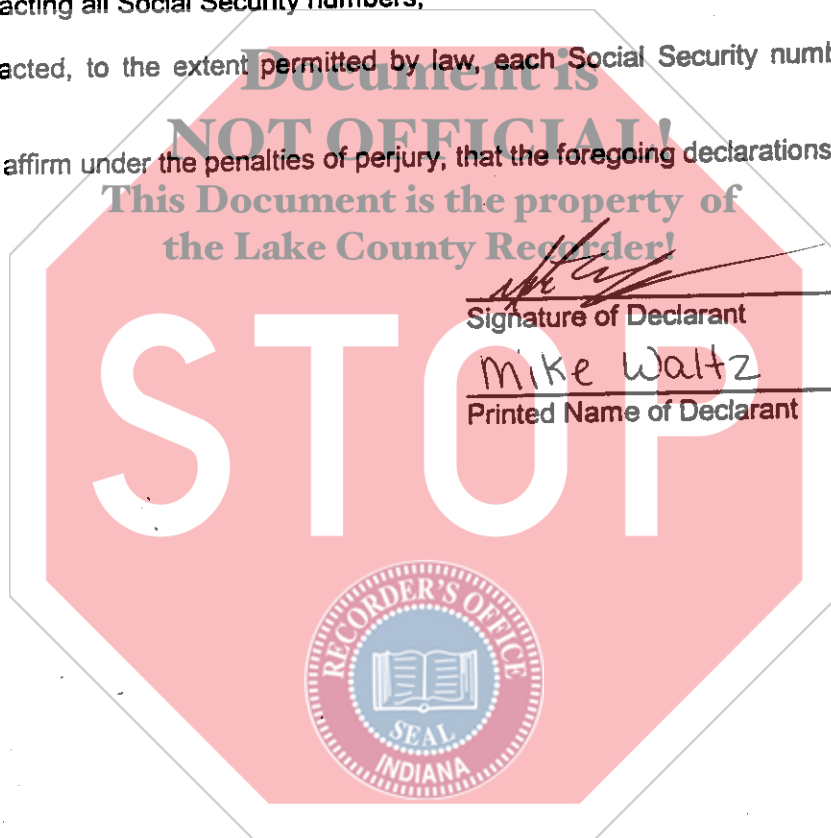 acting all Social Security numbers;
Document is
acted, to the extent permitted by law, each Social Security numb
NOT OFFICIAL!
affirm under the penalties of perjury, that the foregoing declarations
This Document is the property of
the Lake County Recorder!
Signature of Declarant
Mike Waltz
Printed Name of Declarant
STOP
RECORDER'S OFFICE
SEAL
INDIANA